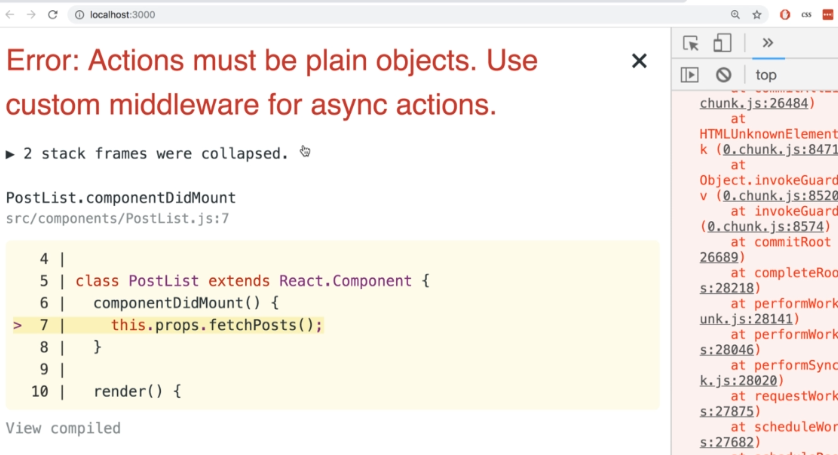 localhost:3000
css
Error: Actions must be plain objects. Use
custom middleware for async actions.
▶ 2 stack frames were collapsed.
PostList.componentDidMount
src/components/PostList.js:7
4 |
5 | class PostList extends React.Component {
6 |   componentDidMount() {
> 7 |     this.props.fetchPosts();
8 |   }
9 |
10 |   render() {
View compiled
top
chunk.js:26484)
at
HTMLUnknownElement
k (0.chunk.js:8471
at
Object.invokeGuard
v (0.chunk.js:8520
at invokeGuard
(0.chunk.js:8574)
at commitRoot
26689)
at completeRoo
s:28218)
at performWork
unk.js:28141)
at performWork
s:28046)
at performSync
k.js:28020)
at requestWork
s:27875)
at scheduleWor
s:27682)